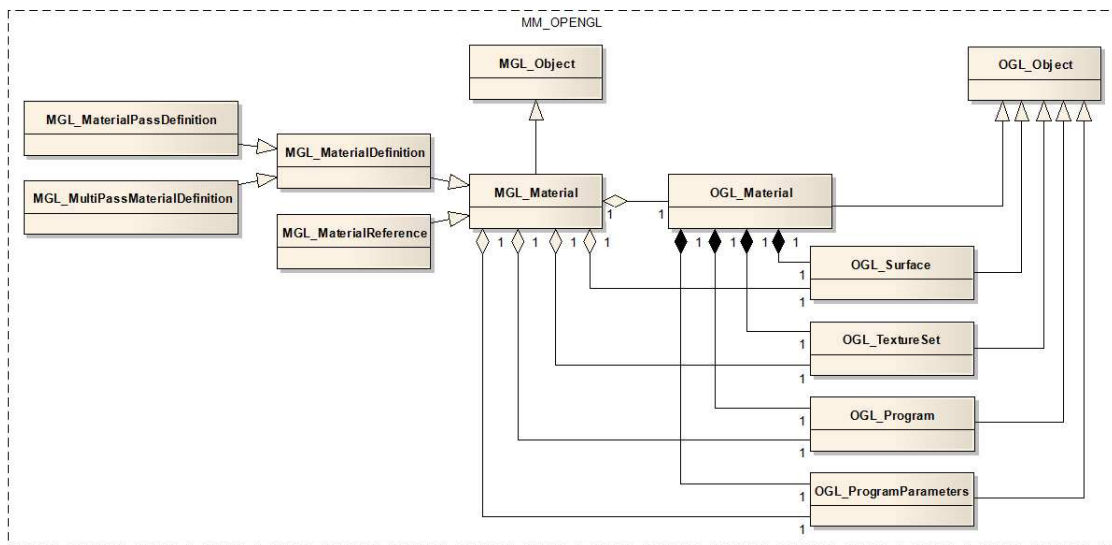 MM_OPENGL
MGL_Object
OGL_Object
MGL_MaterialPassDefinition
MGL_MaterialDefinition
MGL_MultiPassMaterialDefinition
MGL_Material
1
1
OGL_Material
MGL_MaterialReference
1
1
1
1
1
1
1
1
1
OGL_Surface
1
1
OGL_TextureSet
1
1
OGL_Program
1
1
OGL_ProgramParameters
1